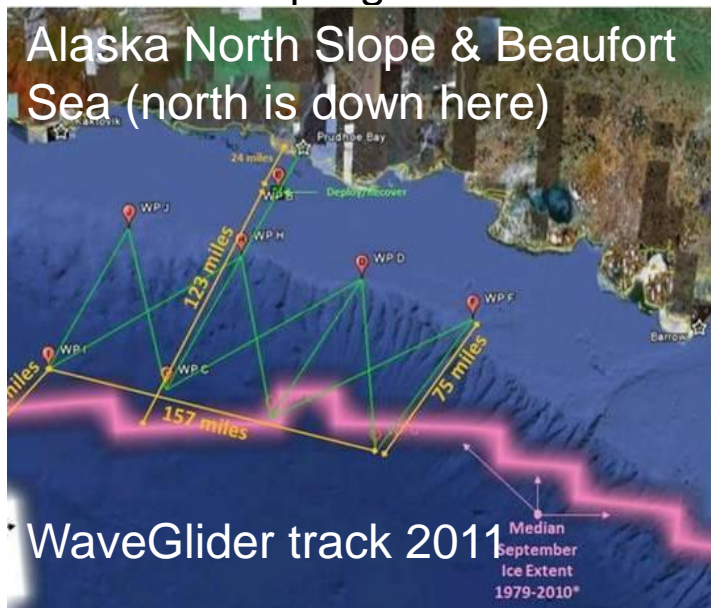 Alaska North Slope & Beaufort
Sea (north is down here)
Kaktovik
Prudhoe Bay
24 miles
Deploy/Recover
WP J
WP H
WP D
123 miles
WP F
Barrow
WP I
WP C
75 miles
miles
157 miles
WaveGlider track 2011
Median
September
Ice Extent
1979-2010*